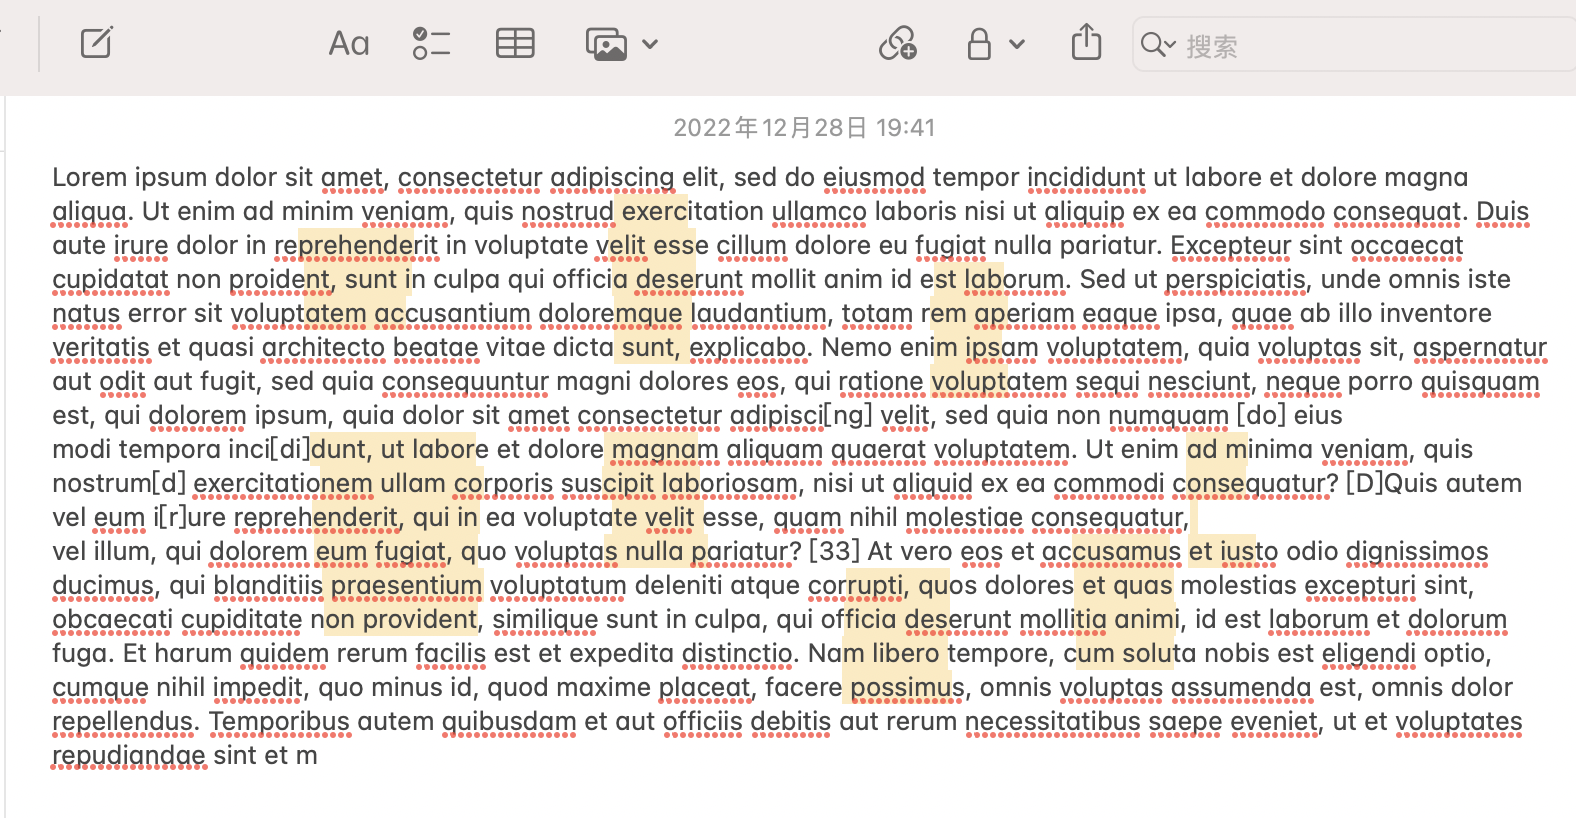 Aa
搜索
2022年12月28日 19:41
Lorem ipsum dolor sit amet, consectetur adipiscing elit, sed do eiusmod tempor incididunt ut labore et dolore magna
aliqua. Ut enim ad minim veniam, quis nostrud exercitation ullamco laboris nisi ut aliquip ex ea commodo consequat. Duis
aute irure dolor in reprehenderit in voluptate velit esse cillum dolore eu fugiat nulla pariatur. Excepteur sint occaecat
cupidatat non proident, sunt in culpa qui officia deserunt mollit anim id est laborum. Sed ut perspiciatis, unde omnis iste
natus error sit voluptatem accusantium doloremque laudantium, totam rem aperiam eaque ipsa, quae ab illo inventore
veritatis et quasi architecto beatae vitae dicta sunt, explicabo. Nemo enim ipsam voluptatem, quia voluptas sit, aspernatur
aut odit aut fugit, sed quia consequuntur magni dolores eos, qui ratione voluptatem sequi nesciunt, neque porro quisquam
est, qui dolorem ipsum, quia dolor sit amet consectetur adipisci[ng] velit, sed quia non numquam [do] eius
modi tempora inci[di]dunt, ut labore et dolore magnam aliquam quaerat voluptatem. Ut enim ad minima veniam, quis
nostrum[d] exercitationem ullam corporis suscipit laboriosam, nisi ut aliquid ex ea commodi consequatur? [D]Quis autem
vel eum i[r]ure reprehenderit, qui in ea voluptate velit esse, quam nihil molestiae consequatur,
vel illum, qui dolorem eum fugiat, quo voluptas nulla pariatur? [33] At vero eos et accusamus et iusto odio dignissimos
ducimus, qui blanditiis praesentium voluptatum deleniti atque corrupti, quos dolores et quas molestias excepturi sint,
obcaecati cupiditate non provident, similique sunt in culpa, qui officia deserunt mollitia animi, id est laborum et dolorum
fuga. Et harum quidem rerum facilis est et expedita distinctio. Nam libero tempore, cum soluta nobis est eligendi optio,
cumque nihil impedit, quo minus id, quod maxime placeat, facere possimus, omnis voluptas assumenda est, omnis dolor
repellendus. Temporibus autem quibusdam et aut officiis debitis aut rerum necessitatibus saepe eveniet, ut et voluptates
repudiandae sint et m